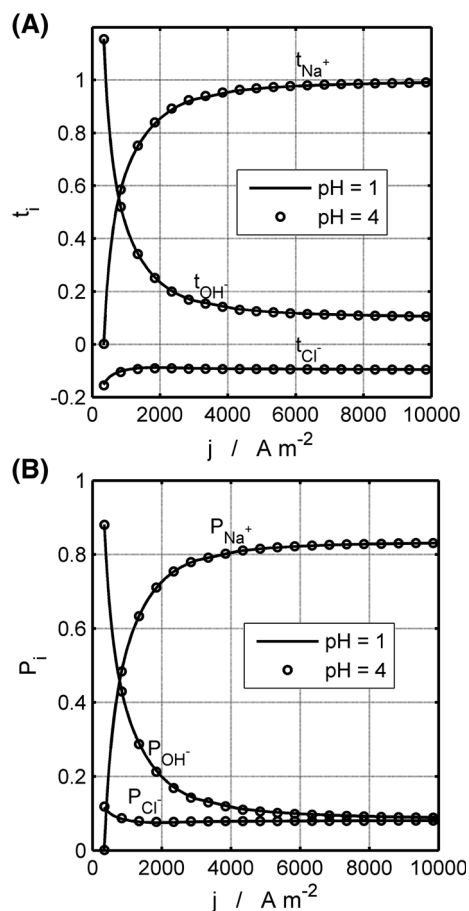 (A)
t_i
1
0.8
0.6
0.4
0.2
0
-0.2
t_Na+
pH = 1
pH = 4
t_OH-
t_Cl-
0 2000 4000 6000 8000 10000
j / A m⁻²
(B)
P_i
1
0.8
0.6
0.4
0.2
0
P_Na+
pH = 1
pH = 4
P_OH-
P_Cl-
0 2000 4000 6000 8000 10000
j / A m⁻²